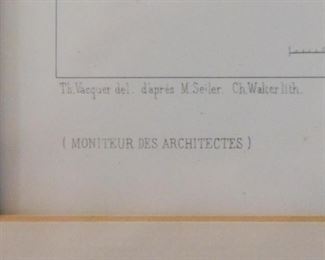 Th. Vacquer del. d'après M. Seiler. Ch. Walter lith.
( MONITEUR DES ARCHITECTES )